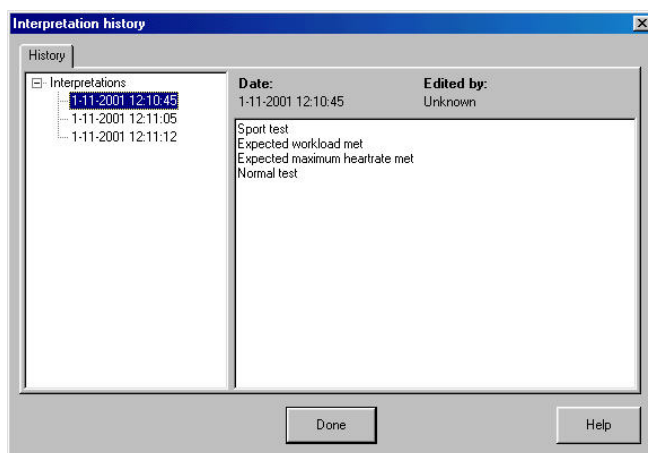 Interpretation history
History
Interpretations
1-11-2001 12:10:45
1-11-2001 12:11:05
1-11-2001 12:11:12
Date: Edited by:
1-11-2001 12:10:45 Unknown
Sport test
Expected workload met
Expected maximum heartrate met
Normal test
Done Help